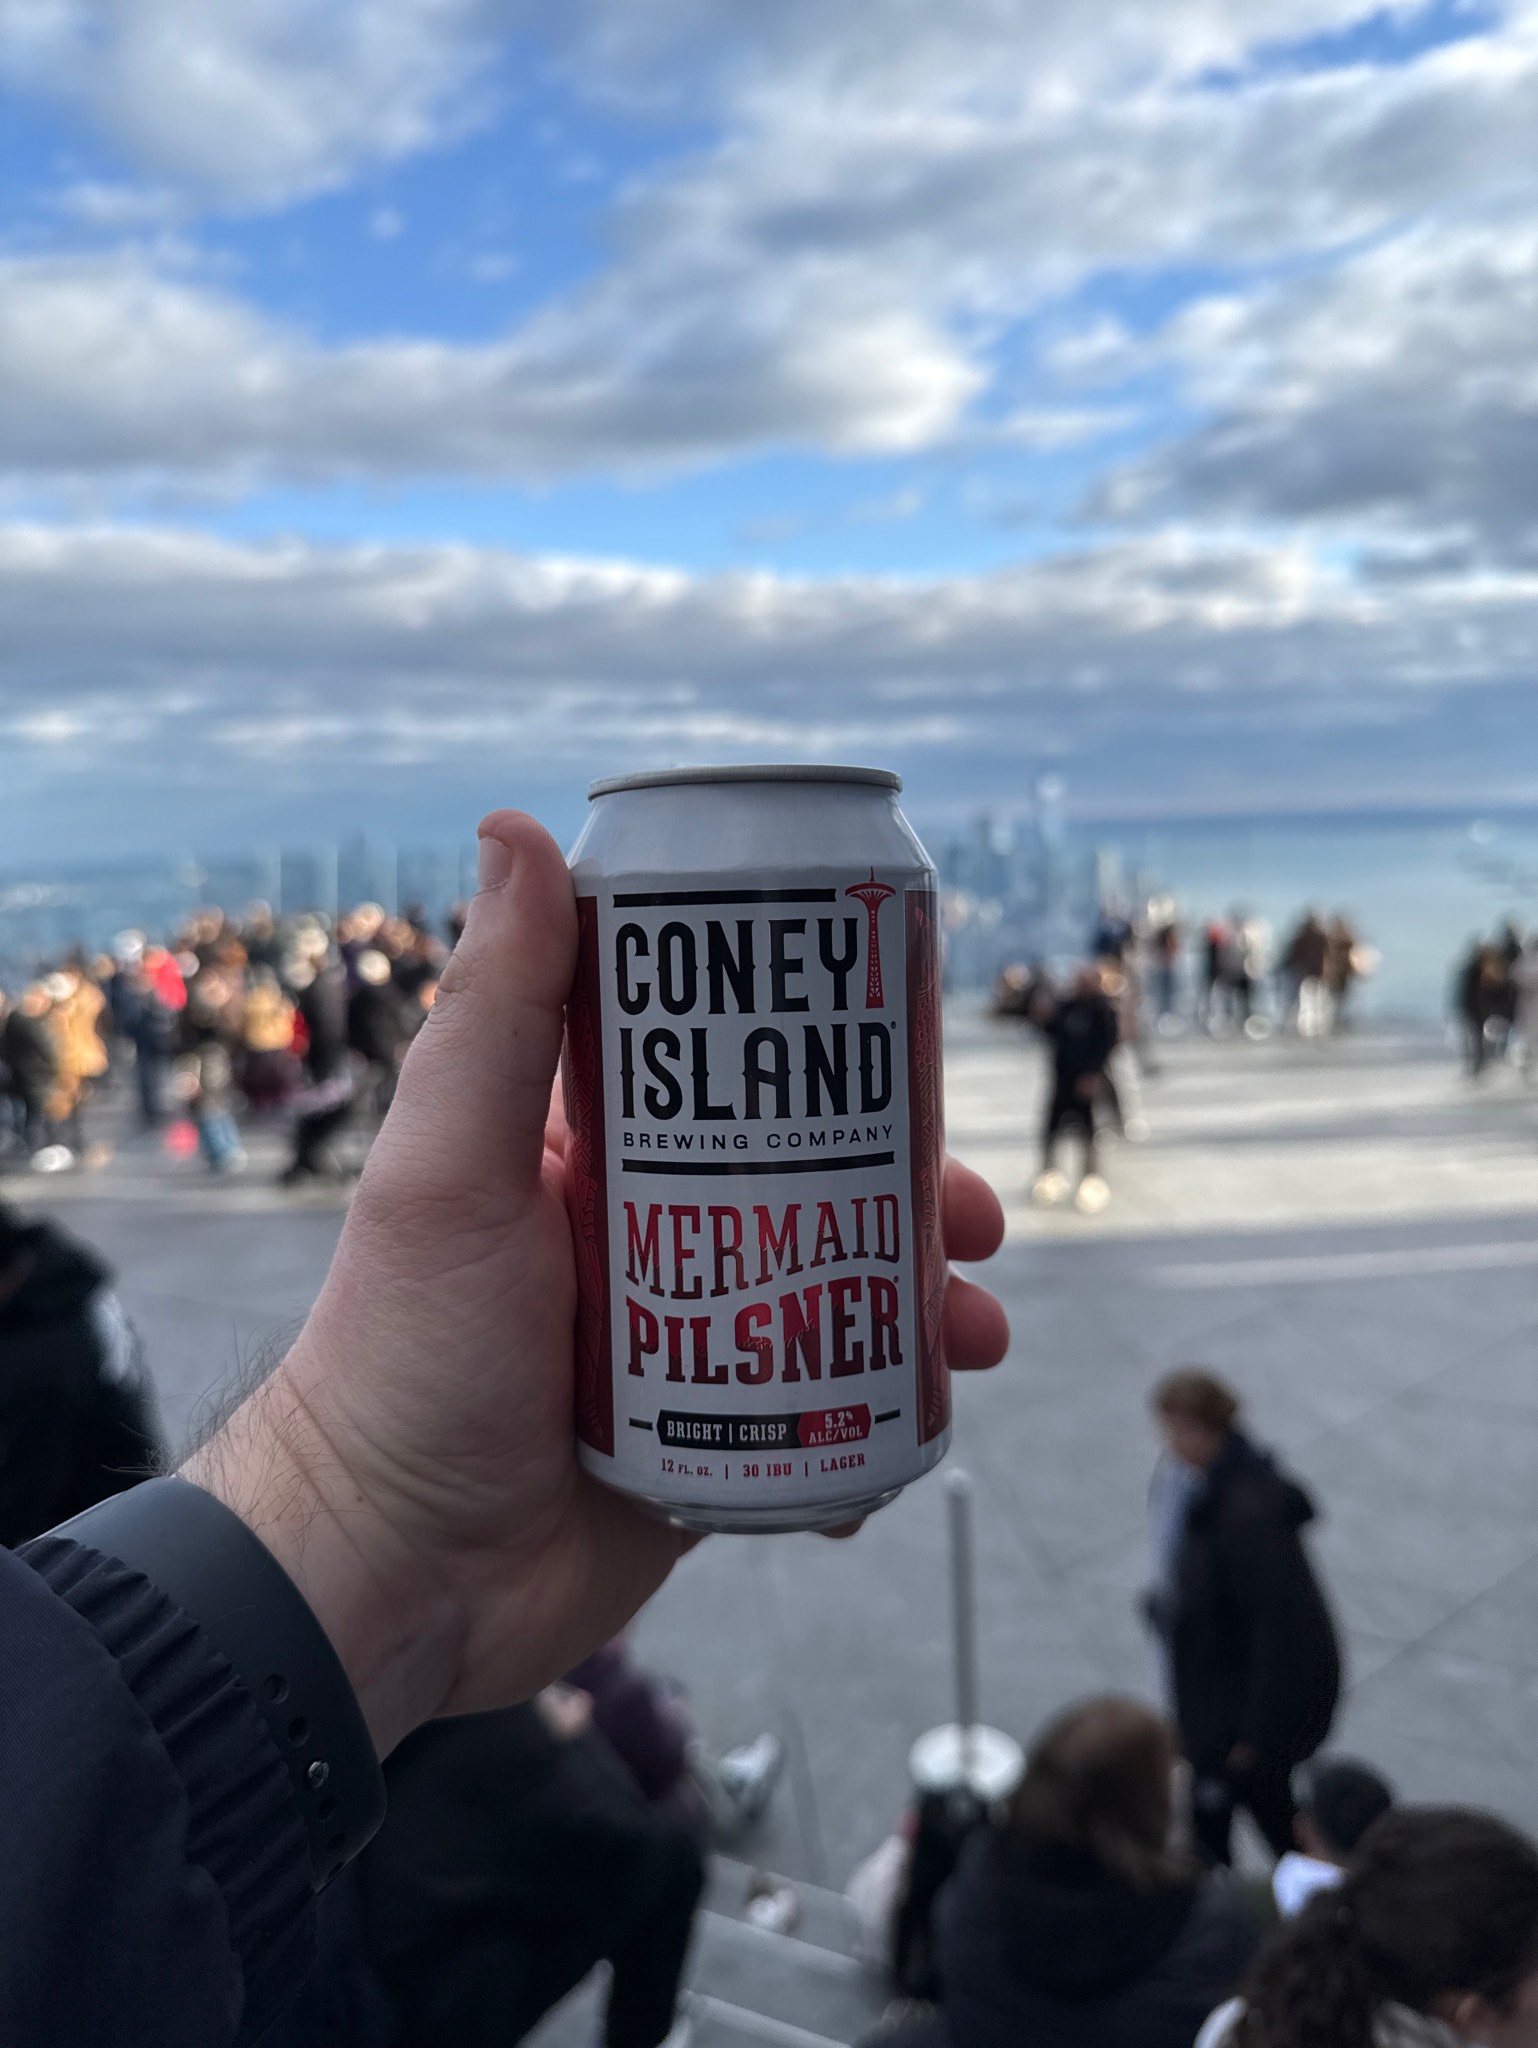 CONEY
ISLAND®
BREWING COMPANY
MERMAID
PILSNER®
BRIGHT | CRISP 5.2%
ALC/VOL
12 FL. OZ. | 30 IBU | LAGER